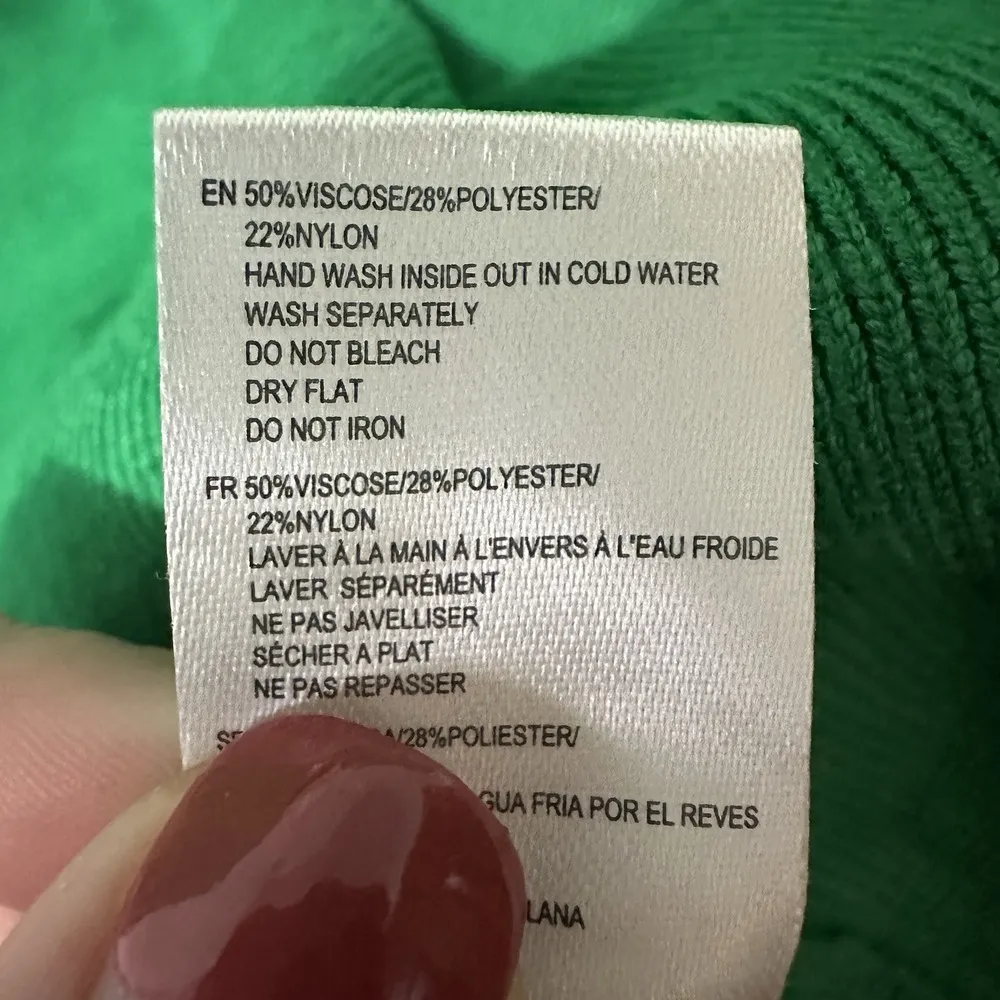 EN 50%VISCOSE/28%POLYESTER/
22%NYLON
HAND WASH INSIDE OUT IN COLD WATER
WASH SEPARATELY
DO NOT BLEACH
DRY FLAT
DO NOT IRON
FR 50%VISCOSE/28%POLYESTER/
22%NYLON
LAVER À LA MAIN À L'ENVERS À L'EAU FROIDE
LAVER SÉPARÉMENT
NE PAS JAVELLISER
SÉCHER A PLAT
NE PAS REPASSER
/28%POLIESTER/
FRIA POR EL REVES